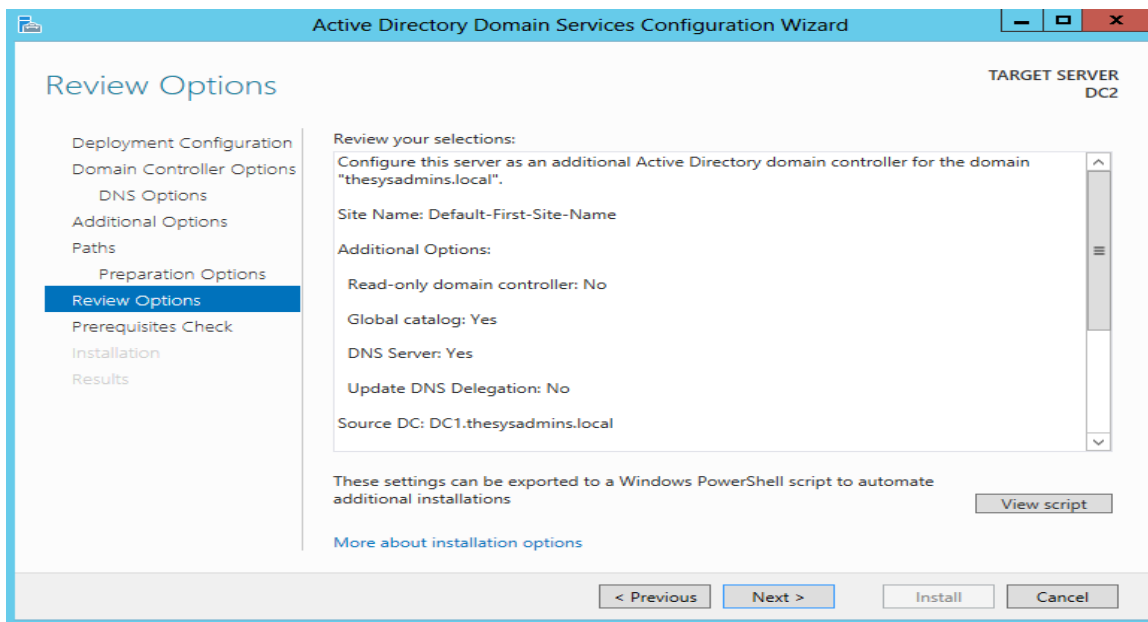 Active Directory Domain Services Configuration Wizard
Review Options
TARGET SERVER
DC2
Deployment Configuration
Domain Controller Options
DNS Options
Additional Options
Paths
Preparation Options
Review Options
Prerequisites Check
Installation
Results
Review your selections:
Configure this server as an additional Active Directory domain controller for the domain
"thesysadmins.local".
Site Name: Default-First-Site-Name
Additional Options:
Read-only domain controller: No
Global catalog: Yes
DNS Server: Yes
Update DNS Delegation: No
Source DC: DC1.thesysadmins.local
These settings can be exported to a Windows PowerShell script to automate
additional installations
View script
More about installation options
< Previous
Next >
Install
Cancel